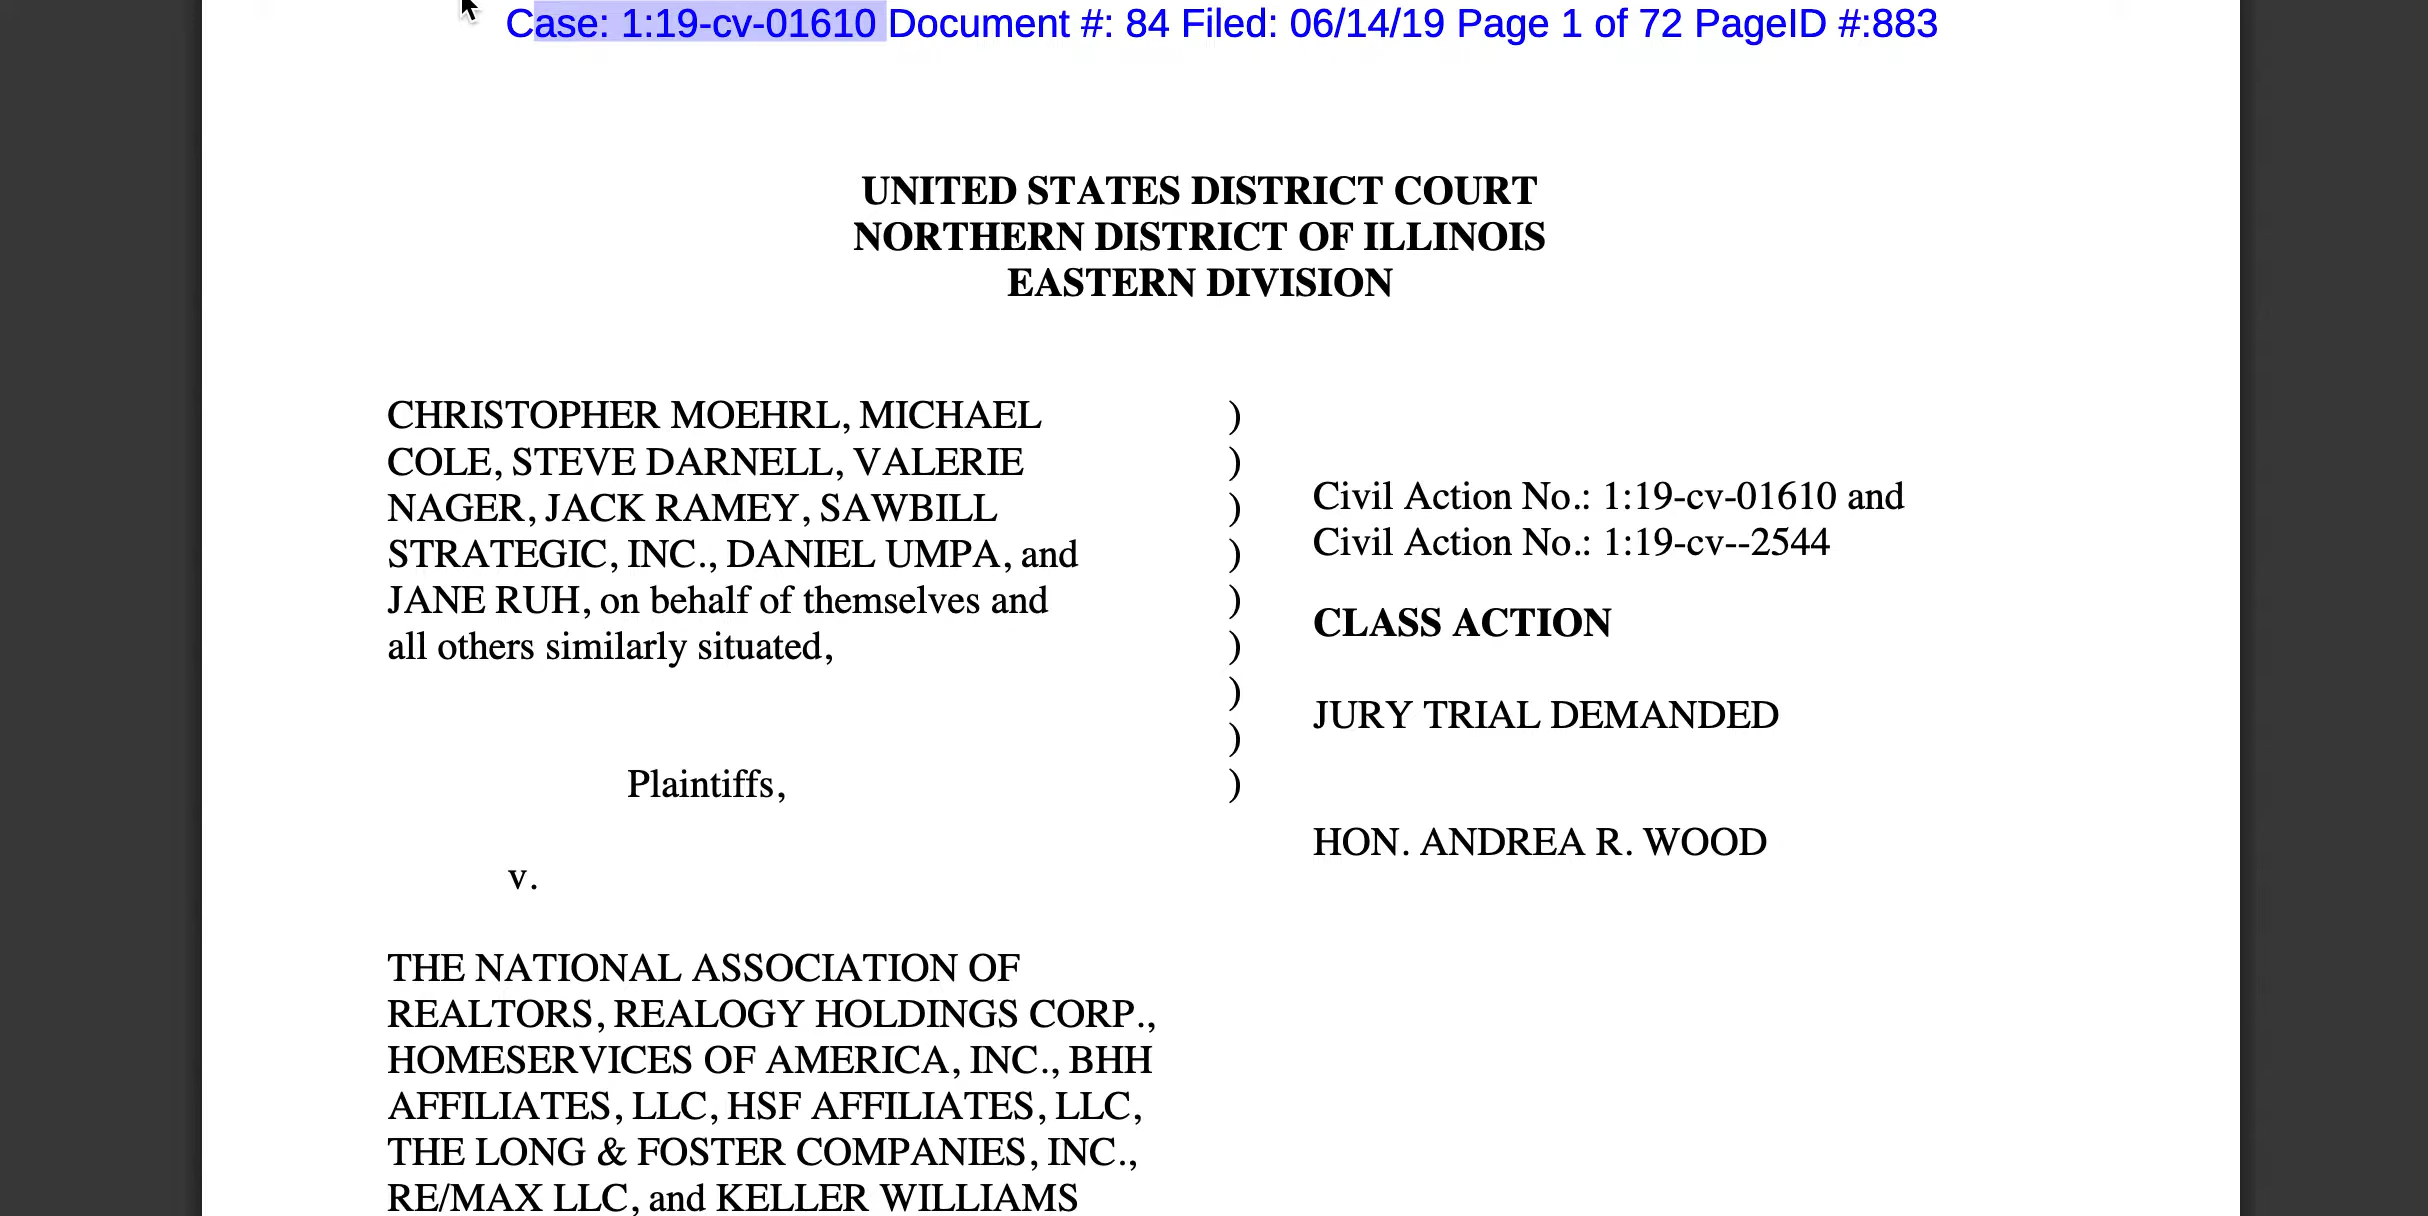 Case: 1:19-cv-01610 Document #: 84 Filed: 06/14/19 Page 1 of 72 PageID #:883
UNITED STATES DISTRICT COURT
NORTHERN DISTRICT OF ILLINOIS
EASTERN DIVISION
CHRISTOPHER MOEHRL, MICHAEL )
COLE, STEVE DARNELL, VALERIE )
NAGER, JACK RAMEY, SAWBILL )
STRATEGIC, INC., DANIEL UMPA, and )
JANE RUH, on behalf of themselves and )
all others similarly situated, )
)
)
Plaintiffs, )
v.
THE NATIONAL ASSOCIATION OF
REALTORS, REALOGY HOLDINGS CORP.,
HOMESERVICES OF AMERICA, INC., BHH
AFFILIATES, LLC, HSF AFFILIATES, LLC,
THE LONG & FOSTER COMPANIES, INC.,
RE/MAX LLC, and KELLER WILLIAMS
Civil Action No.: 1:19-cv-01610 and
Civil Action No.: 1:19-cv--2544
CLASS ACTION
JURY TRIAL DEMANDED
HON. ANDREA R. WOOD